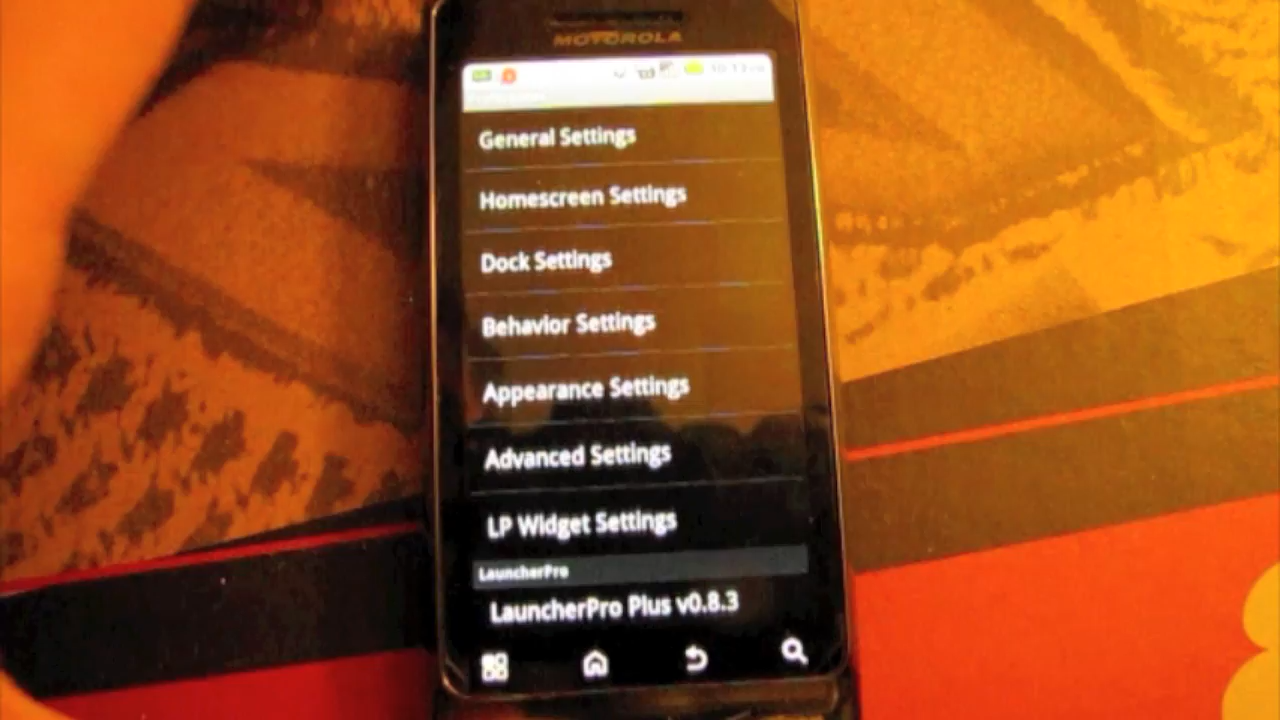 MOTOROLA
General Settings
Homescreen Settings
Dock Settings
Behavior Settings
Appearance Settings
Advanced Settings
LP Widget Settings
LauncherPro
LauncherPro Plus v0.8.3